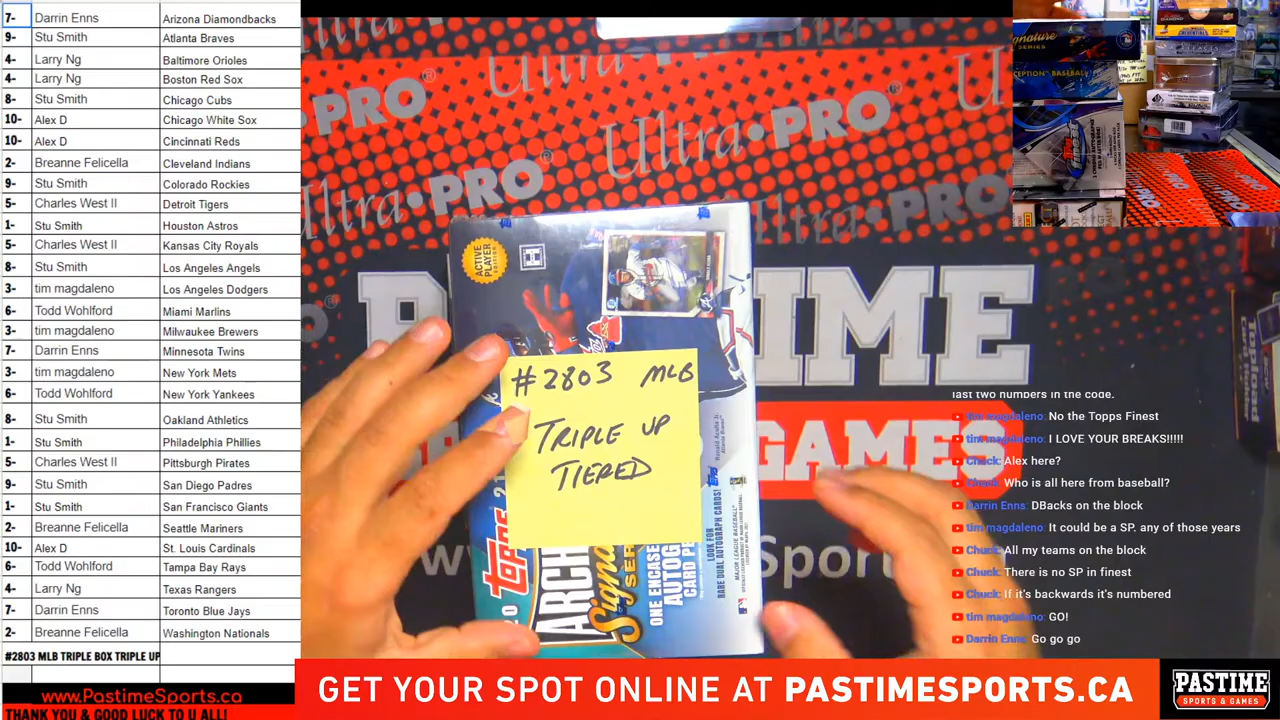 7- Darrin Enns Arizona Diamondbacks
9- Stu Smith Atlanta Braves
4- Larry Ng Baltimore Orioles
4- Larry Ng Boston Red Sox
8- Stu Smith Chicago Cubs
10- Alex D Chicago White Sox
10- Alex D Cincinnati Reds
2- Breanne Felicella Cleveland Indians
9- Stu Smith Colorado Rockies
5- Charles West II Detroit Tigers
1- Stu Smith Houston Astros
5- Charles West II Kansas City Royals
8- Stu Smith Los Angeles Angels
3- tim magdaleno Los Angeles Dodgers
6- Todd Wohlford Miami Marlins
3- tim magdaleno Milwaukee Brewers
7- Darrin Enns Minnesota Twins
3- tim magdaleno New York Mets
6- Todd Wohlford New York Yankees
8- Stu Smith Oakland Athletics
1- Stu Smith Philadelphia Phillies
5- Charles West II Pittsburgh Pirates
9- Stu Smith San Diego Padres
1- Stu Smith San Francisco Giants
2- Breanne Felicella Seattle Mariners
10- Alex D St. Louis Cardinals
6- Todd Wohlford Tampa Bay Rays
4- Larry Ng Texas Rangers
7- Darrin Enns Toronto Blue Jays
2- Breanne Felicella Washington Nationals
#2803 MLB TRIPLE BOX TRIPLE UP
www.PastimeSports.ca
THANK YOU & GOOD LUCK TO U ALL!
Ultra•PRO®
Ultra•PRO®
PRO®
ACTIVE PLAYER EDITION
#2803 MLB
TRIPLE UP
TIERED
topps
ARCH
Signa
SERIES
ONE ENCASE
AUTOG
CARD PE
LOOK FOR
RARE DUAL AUTOGRAPH CARDS!
TIME
GAMES
last two numbers in the code.
tim magdaleno: No the Topps Finest
tim magdaleno: I LOVE YOUR BREAKS!!!!!
Chuck: Alex here?
Chuck: Who is all here from baseball?
Darrin Enns: DBacks on the block
tim magdaleno: It could be a SP. any of those years
Chuck: All my teams on the block
Chuck: There is no SP in finest
Chuck: If it's backwards it's numbered
tim magdaleno: GO!
Darrin Enns: Go go go
GET YOUR SPOT ONLINE AT PASTIMESPORTS.CA
PASTIME
SPORTS & GAMES